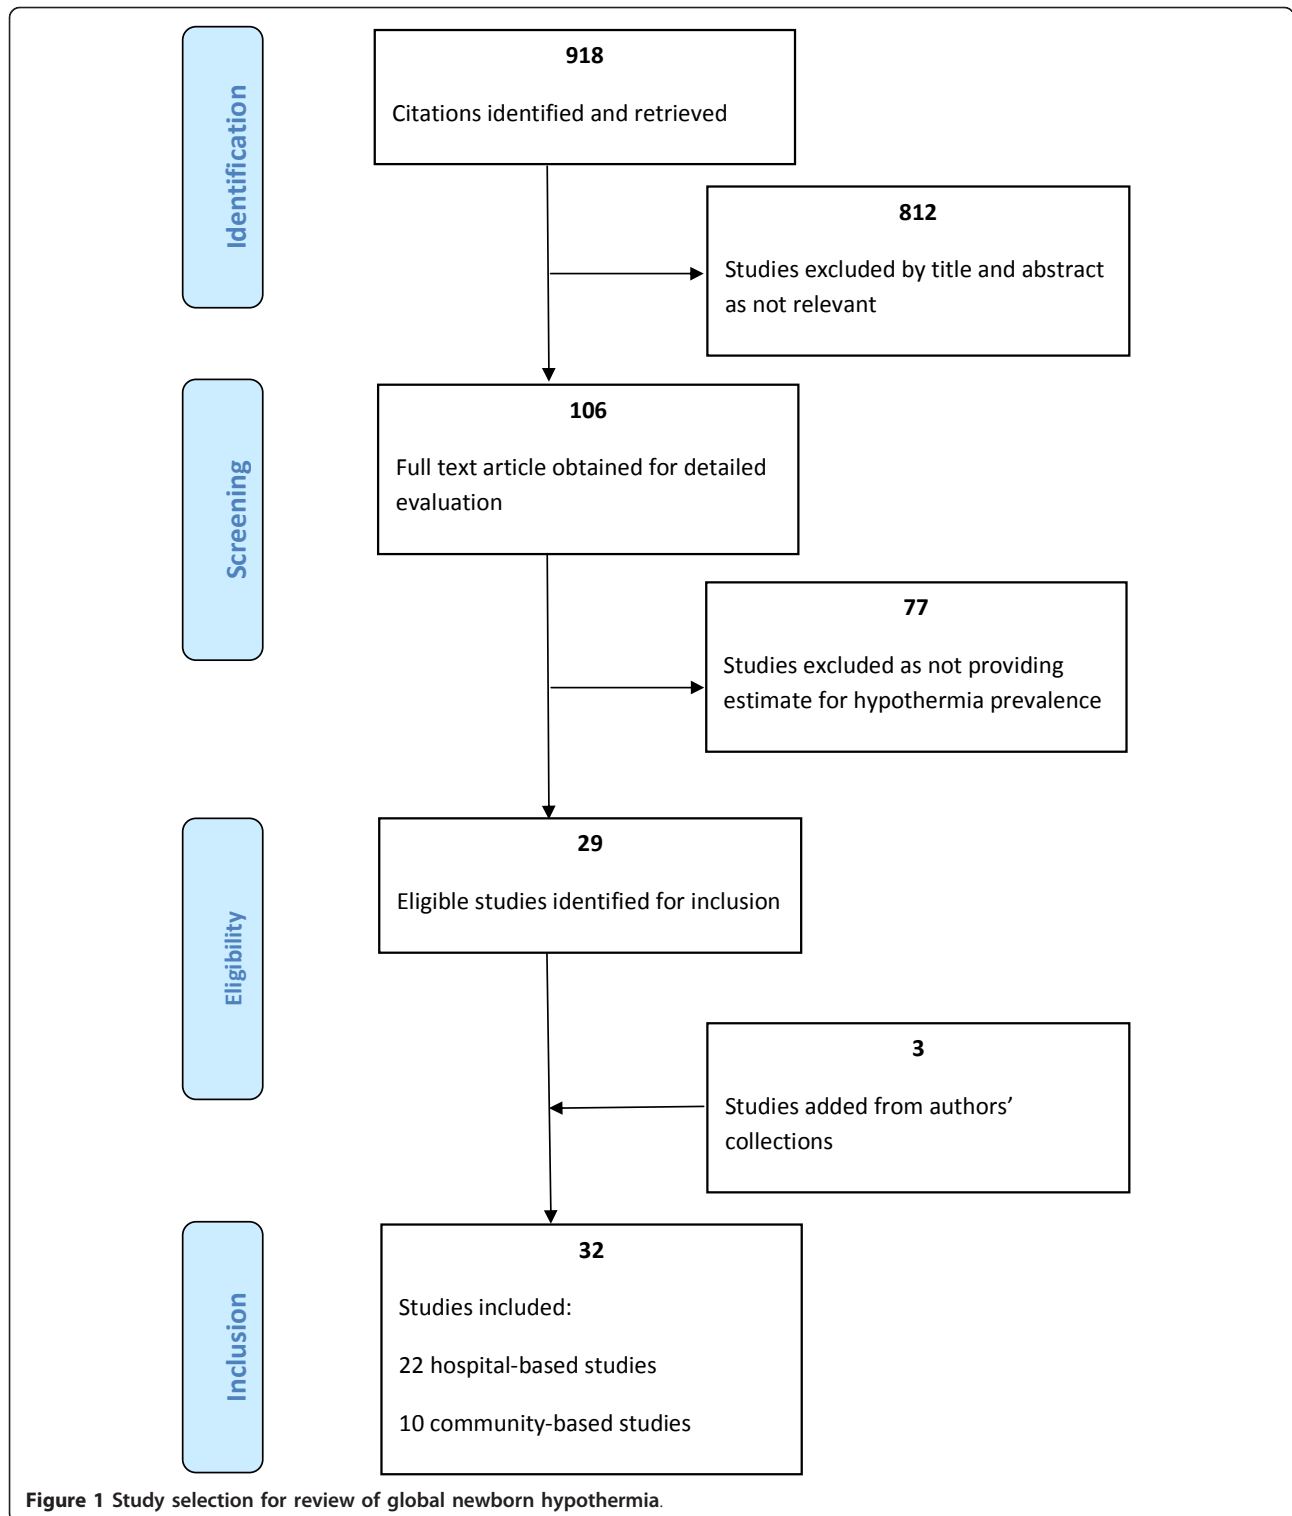 Identification
918
Citations identified and retrieved
812
Studies excluded by title and abstract
as not relevant
Screening
106
Full text article obtained for detailed
evaluation
77
Studies excluded as not providing
estimate for hypothermia prevalence
Eligibility
29
Eligible studies identified for inclusion
3
Studies added from authors’
collections
Inclusion
32
Studies included:
22 hospital-based studies
10 community-based studies
Figure 1 Study selection for review of global newborn hypothermia.